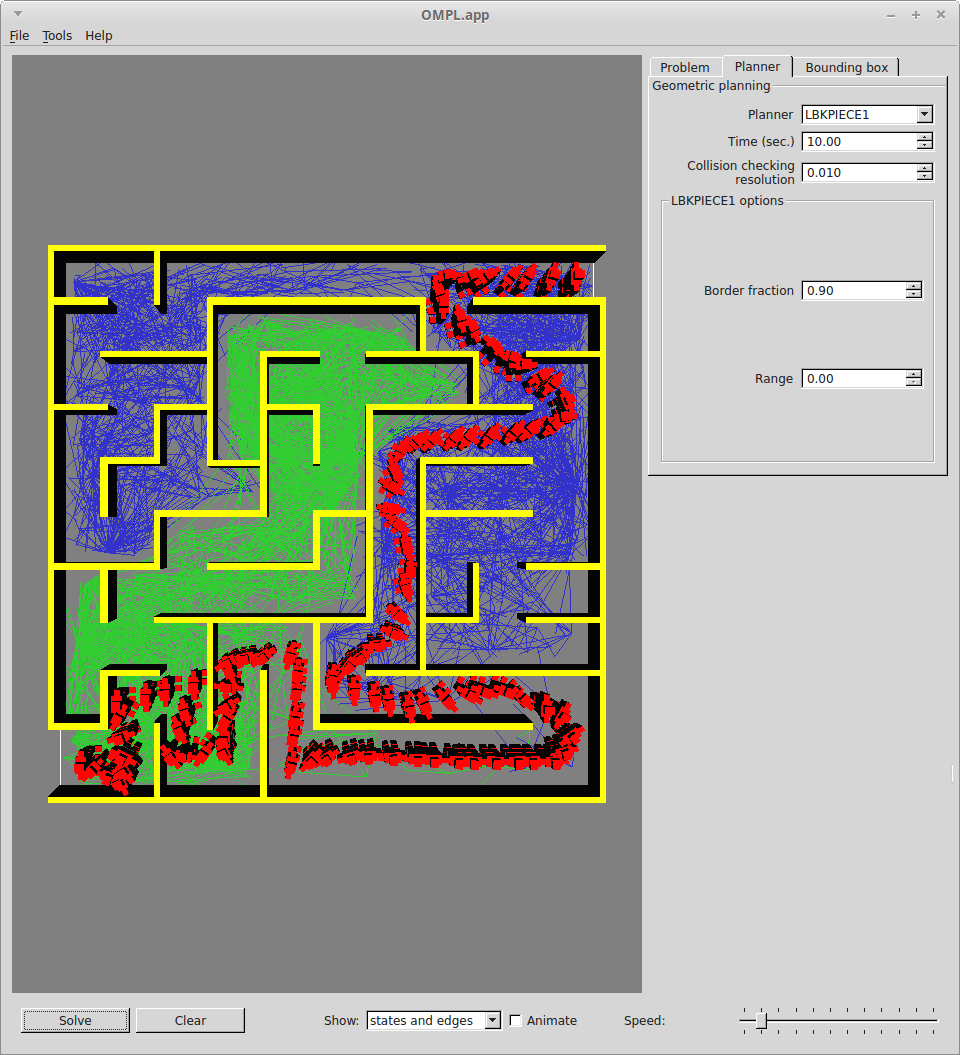 OMPL.app
File Tools Help
Problem Planner Bounding box
Geometric planning
Planner LBKPIECE1
Time (sec.) 10.00
Collision checking
resolution 0.010
LBKPIECE1 options
Border fraction 0.90
Range 0.00
Solve Clear Show: states and edges Animate Speed: